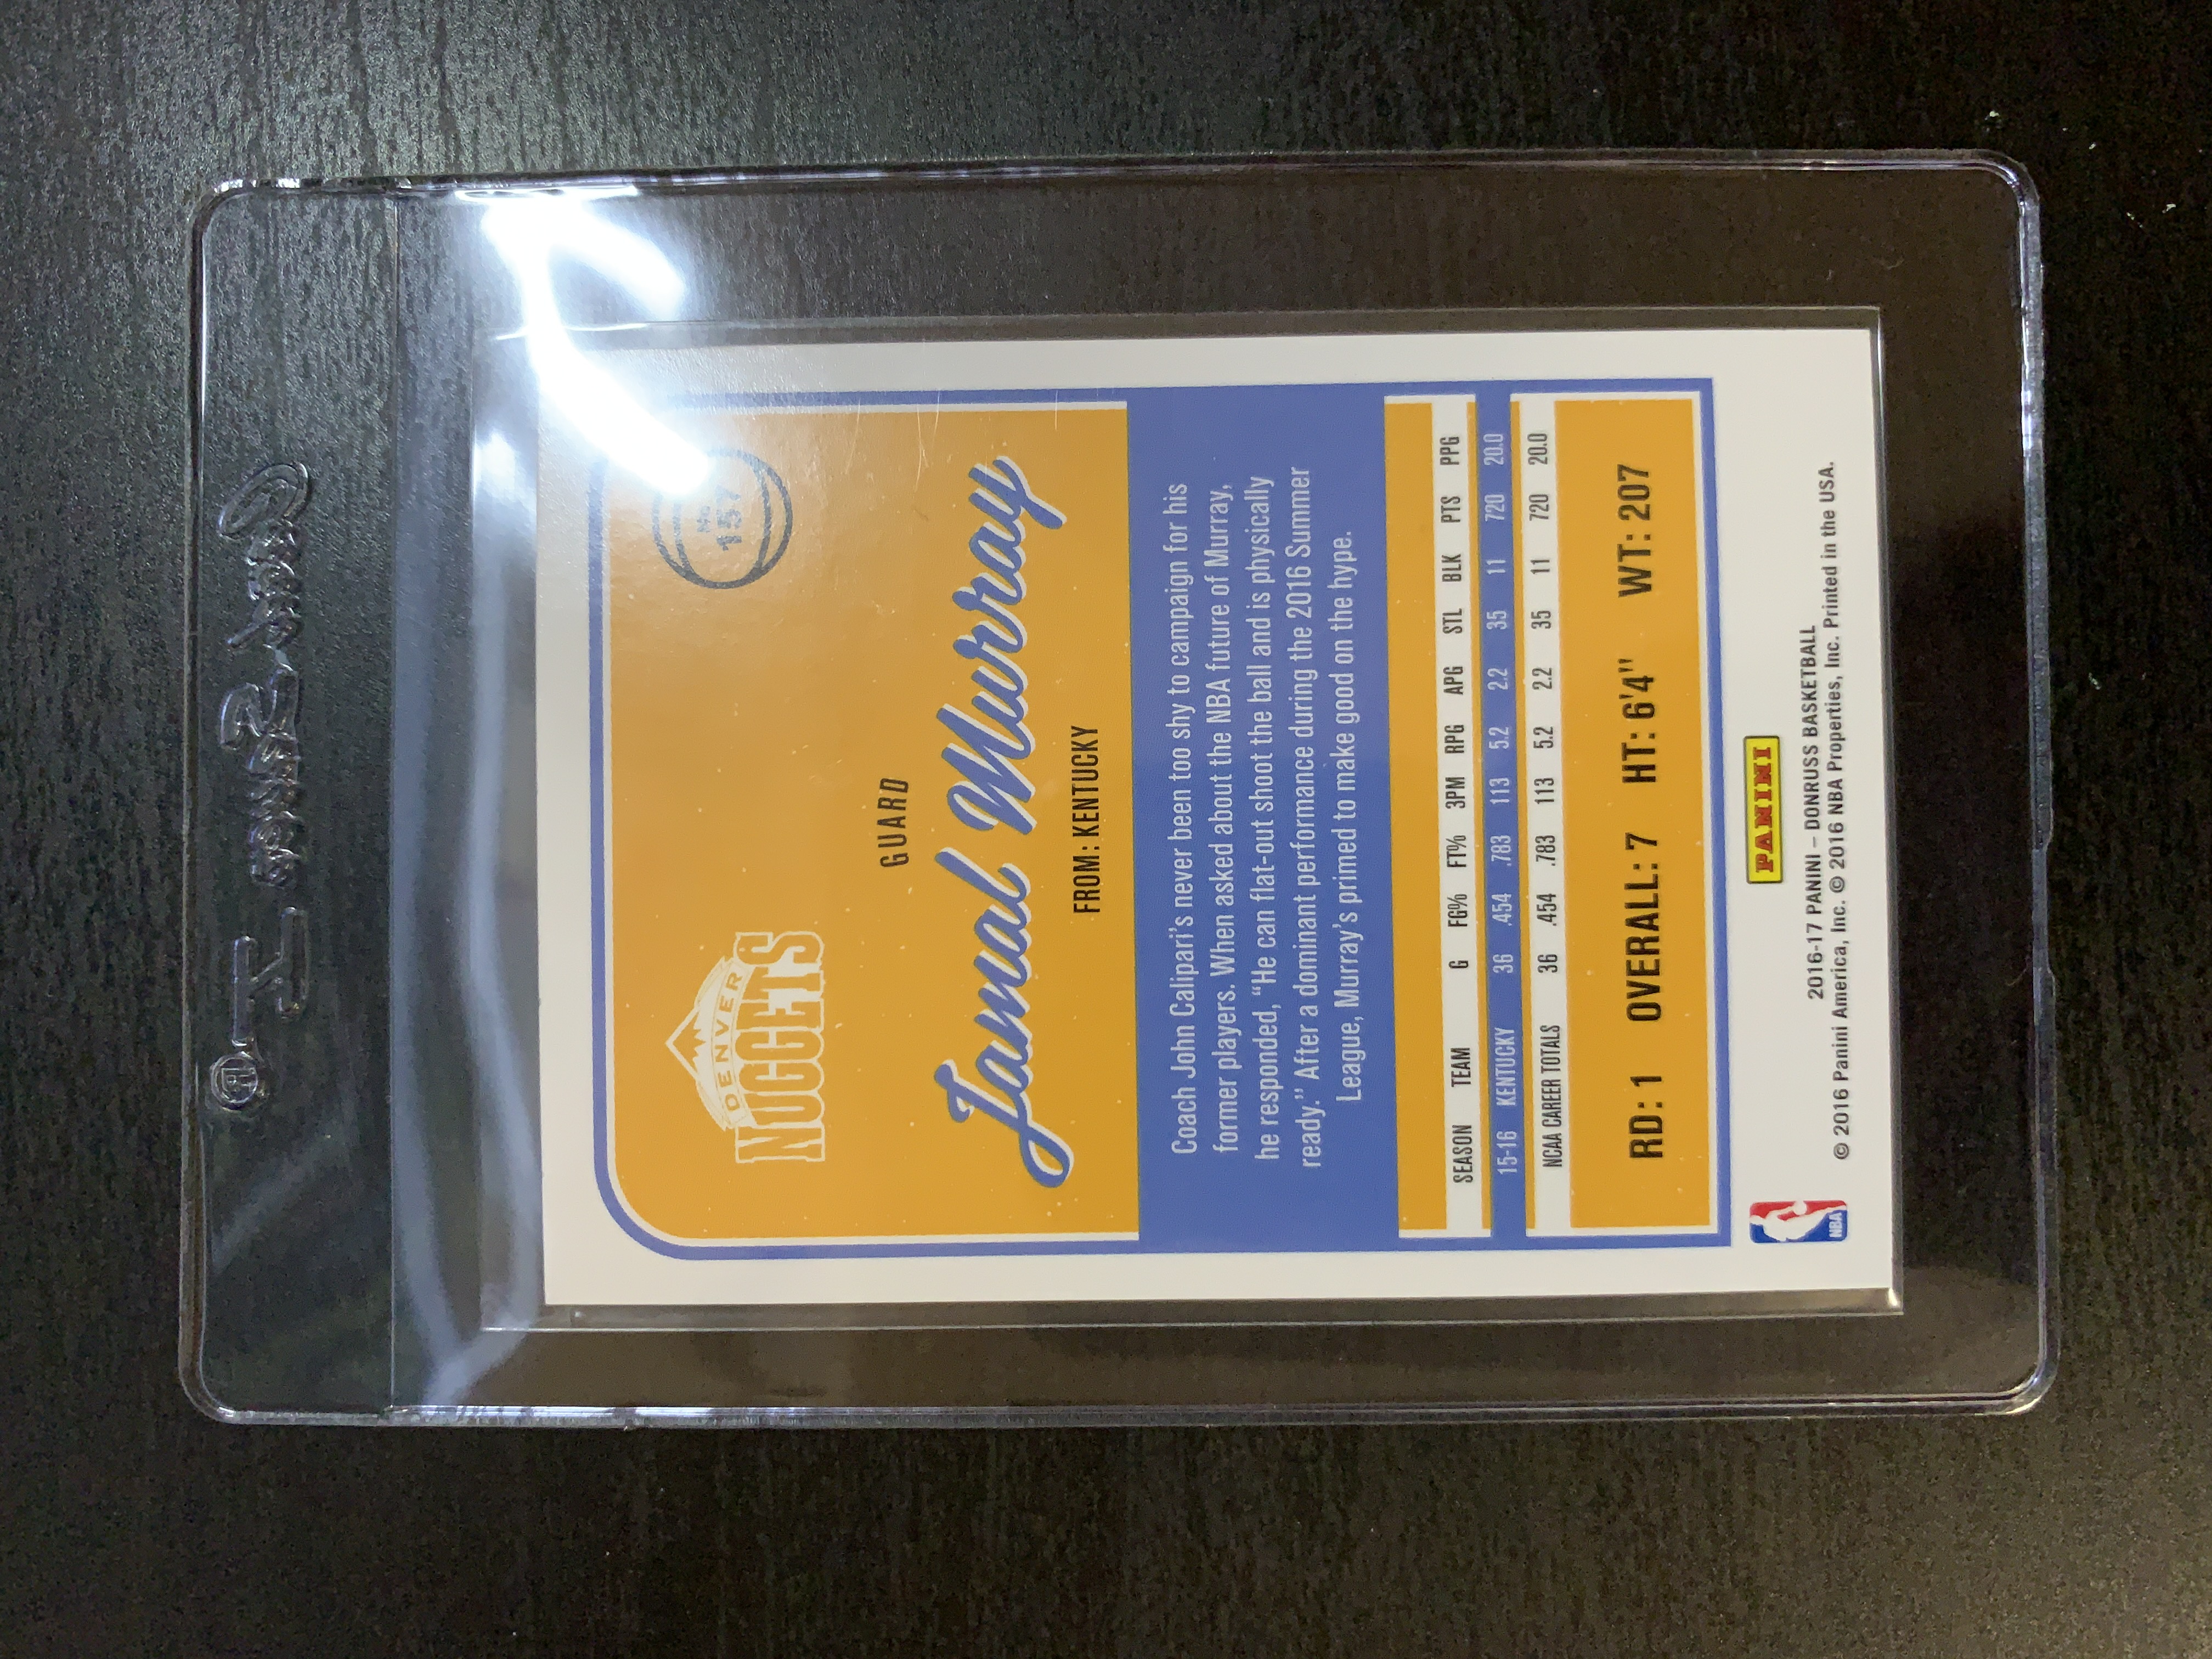 Card Saver I®
DENVER
NUGGETS
No
157
GUARD
Jamal Murray
FROM: KENTUCKY
Coach John Calipari's never been too shy to campaign for his
former players. When asked about the NBA future of Murray,
he responded, “He can flat-out shoot the ball and is physically
ready.” After a dominant performance during the 2016 Summer
League, Murray's primed to make good on the hype.
SEASON TEAM G FG% FT% 3PM RPG APG STL BLK PTS PPG
15-16 KENTUCKY 36 .454 .783 113 5.2 2.2 35 11 720 20.0
NCAA CAREER TOTALS 36 .454 .783 113 5.2 2.2 35 11 720 20.0
RD: 1 OVERALL: 7 HT: 6'4" WT: 207
PANINI
NBA
2016-17 PANINI – DONRUSS BASKETBALL
© 2016 Panini America, Inc. © 2016 NBA Properties, Inc. Printed in the USA.